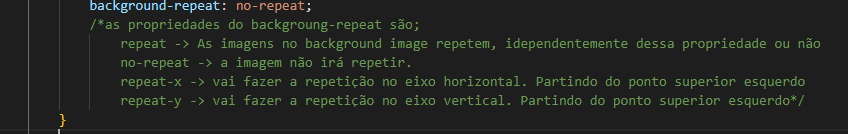 background-repeat: no-repeat;
/*as propriedades do backgroung-repeat são;
repeat -> As imagens no background image repetem, idependentemente dessa propriedade ou não
no-repeat -> a imagem não irá repetir.
repeat-x -> vai fazer a repetição no eixo horizontal. Partindo do ponto superior esquerdo
repeat-y -> vai fazer a repetição no eixo vertical. Partindo do ponto superior esquerdo*/
}